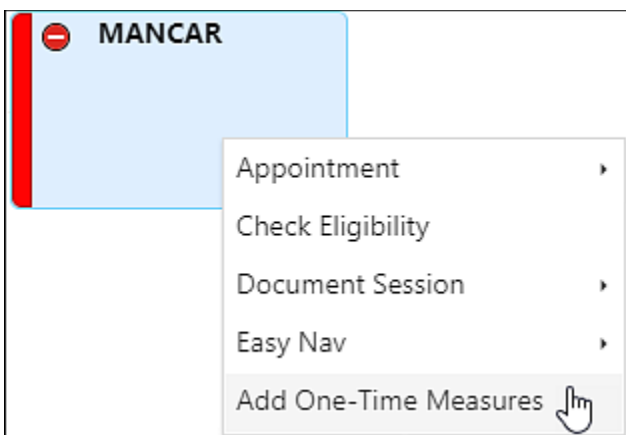 MANCAR
Appointment
Check Eligibility
Document Session
Easy Nav
Add One-Time Measures